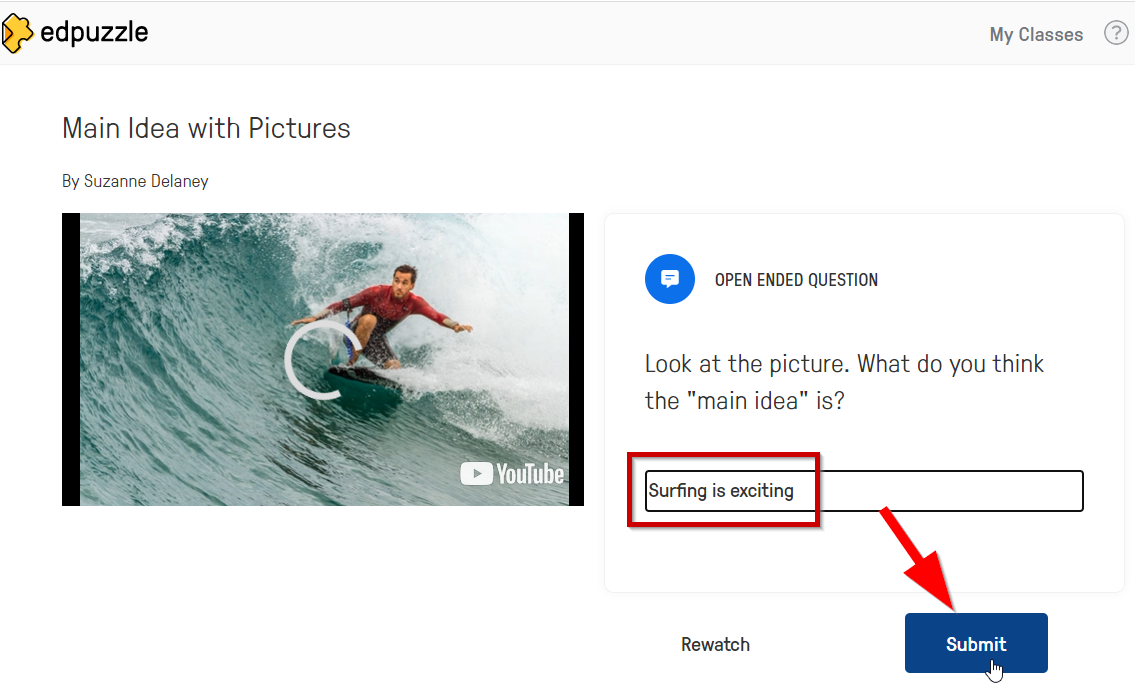 edpuzzle
My Classes
?
Main Idea with Pictures
By Suzanne Delaney
YouTube
OPEN ENDED QUESTION
Look at the picture. What do you think
the "main idea" is?
Surfing is exciting
Rewatch
Submit